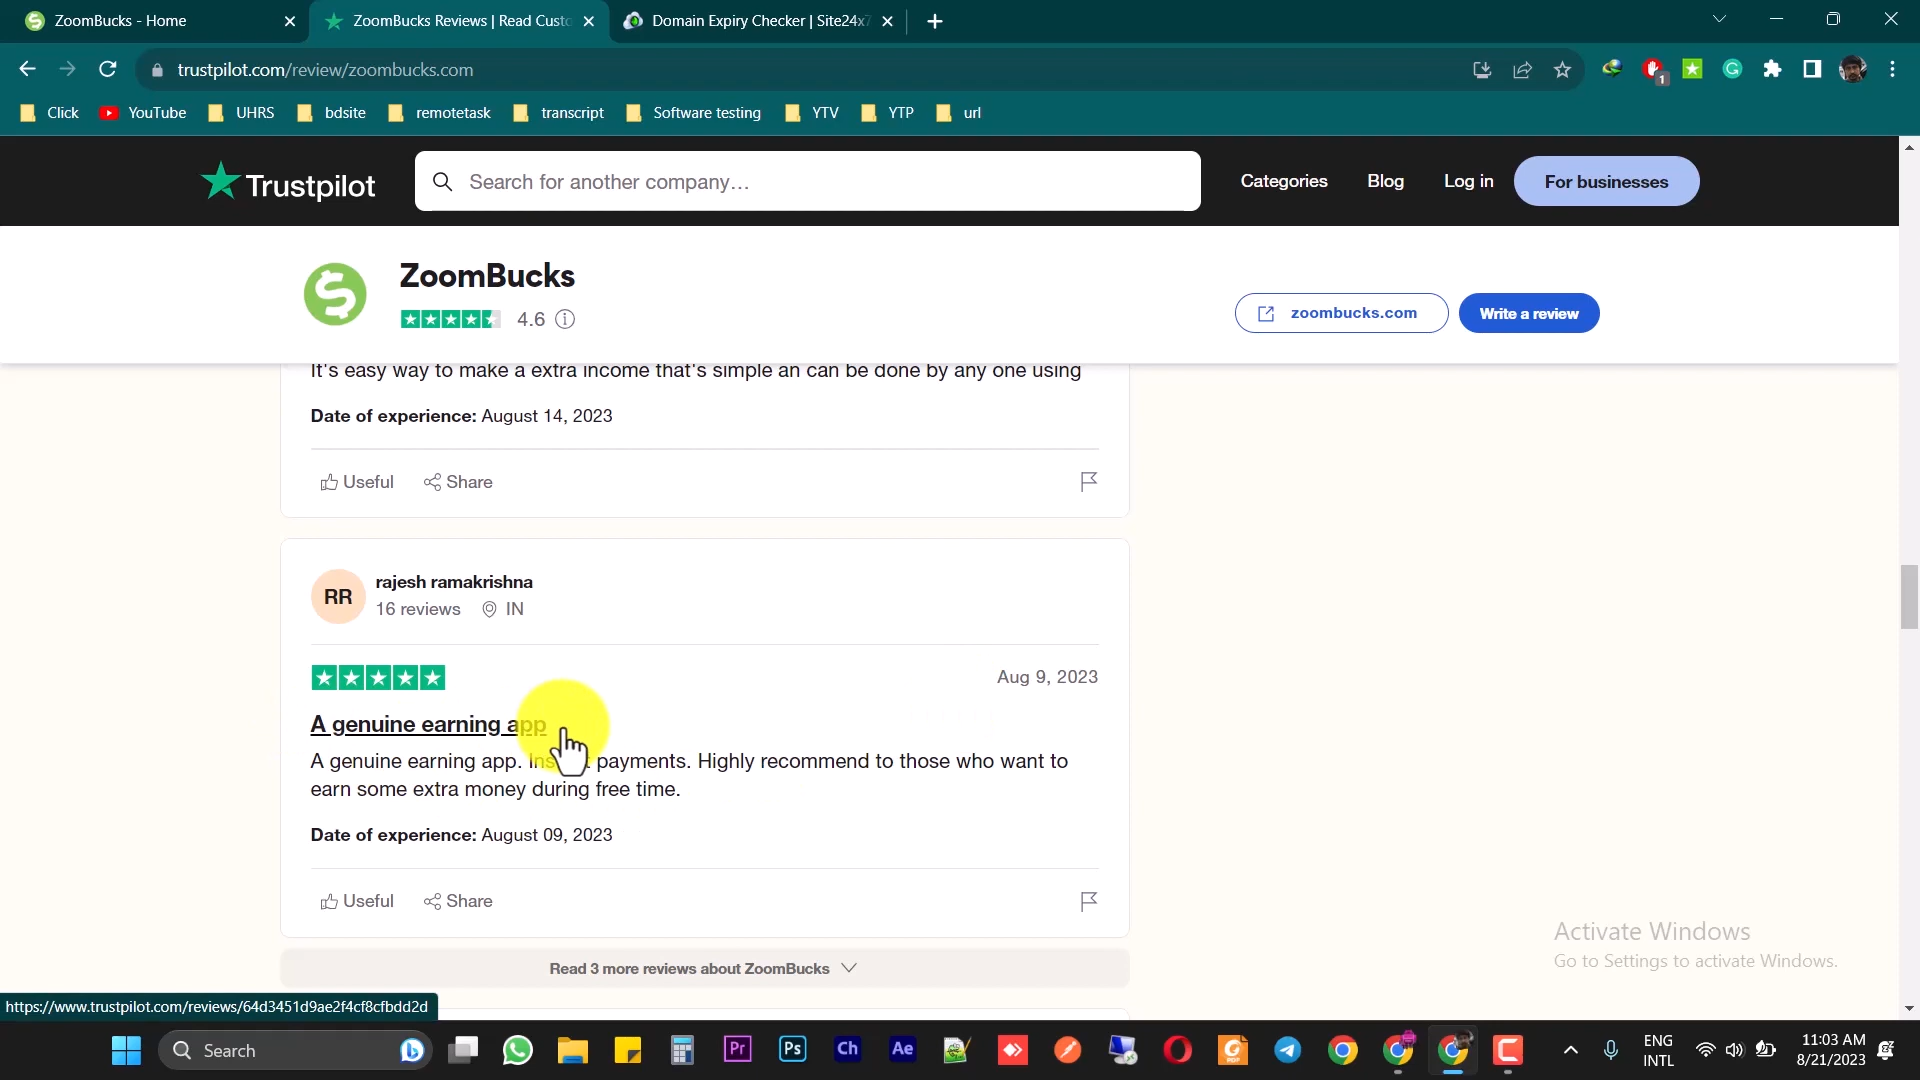 ZoomBucks - Home
ZoomBucks Reviews | Read Custo
Domain Expiry Checker | Site24x7
trustpilot.com/review/zoombucks.com
1
Click
YouTube
UHRS
bdsite
remotetask
transcript
Software testing
YTV
YTP
url
Trustpilot
Search for another company…
Categories
Blog
Log in
For businesses
ZoomBucks
4.6
zoombucks.com
Write a review
It's easy way to make a extra income that's simple an can be done by any one using
Date of experience: August 14, 2023
Useful
Share
RR
rajesh ramakrishna
16 reviews
IN
Aug 9, 2023
A genuine earning app
A genuine earning app. payments. Highly recommend to those who want to
earn some extra money during free time.
Date of experience: August 09, 2023
Useful
Share
Read 3 more reviews about ZoomBucks
Activate Windows
Go to Settings to activate Windows.
https://www.trustpilot.com/reviews/64d3451d9ae2f4cf8cfbdd2d
Search
Pr
Ps
Ch
Ae
ENG
INTL
11:03 AM
8/21/2023